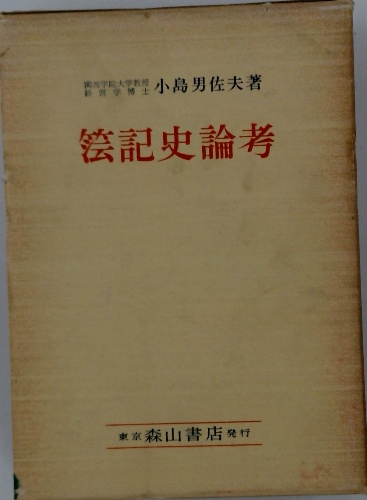 関西学院大学教授
経営学博士 小島男佐夫著
簿記史論考
東京 森山書店 発行